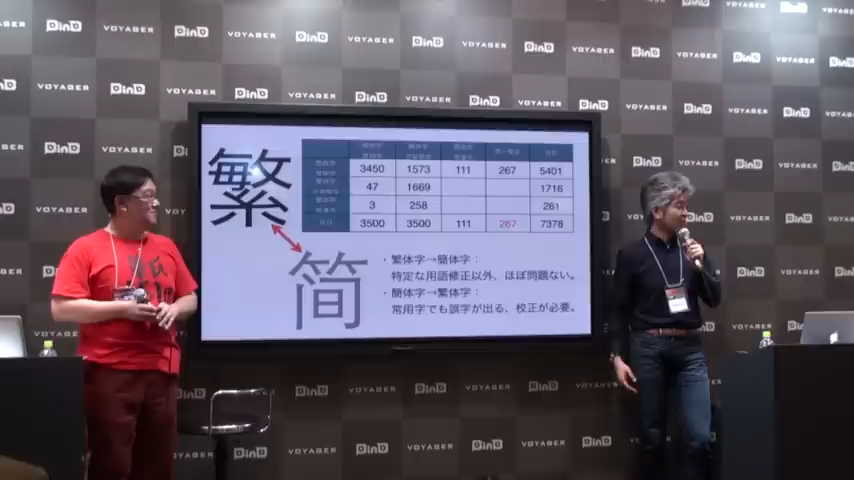 VOYAGER BinB
繁
簡
3450 1573 111 267 5401
47 1669 1716
3 258 261
3500 3500 111 267 7378
・繁体字→簡体字：
特定な用語修正以外、ほぼ問題ない。
・簡体字→繁体字：
常用字でも誤字が出る、校正が必要。